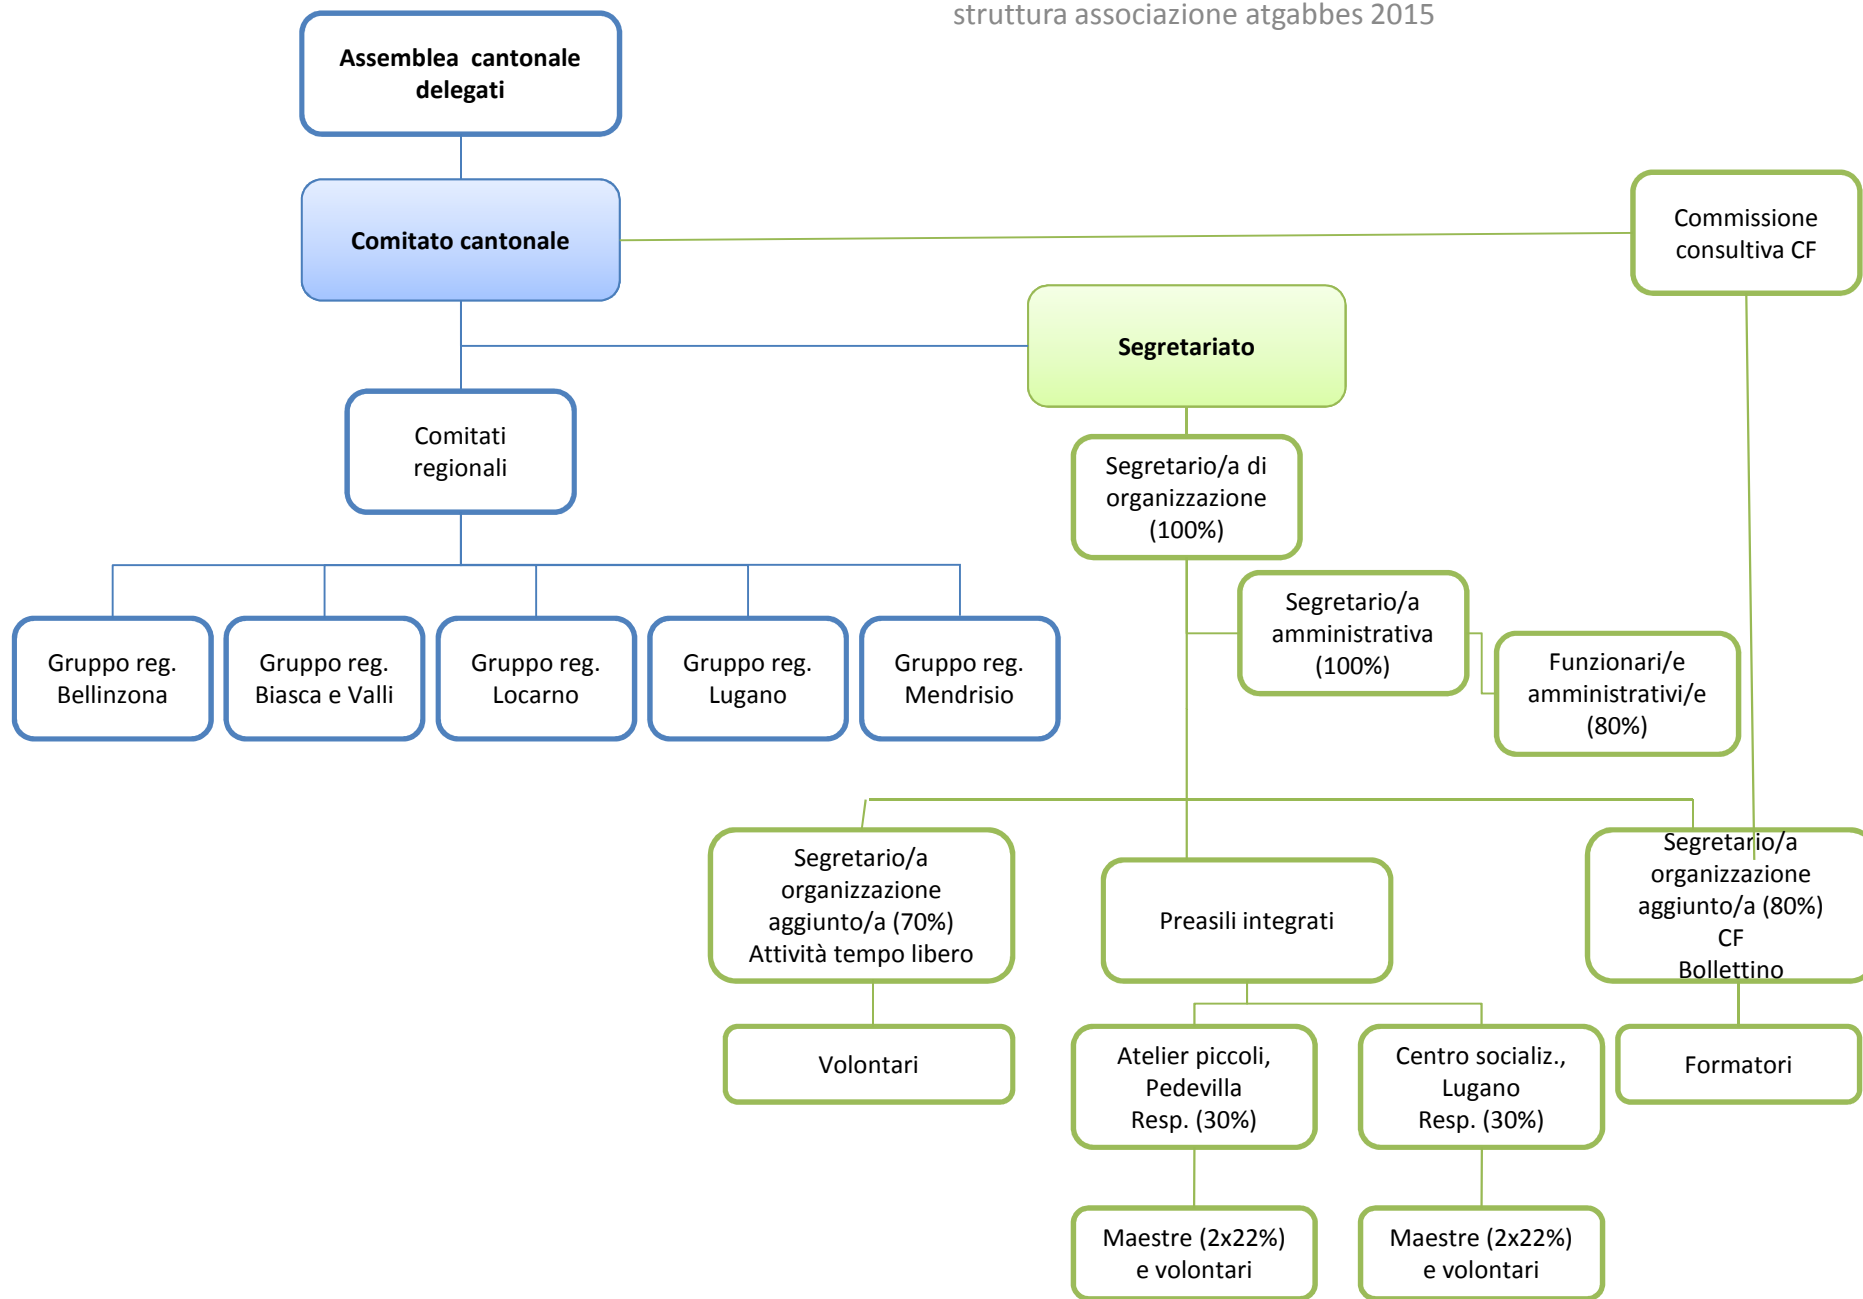 struttura associazione atgabbes 2015
Assemblea cantonale
delegati
Comitato cantonale
Commissione
consultiva CF
Segretariato
Comitati
regionali
Segretario/a di
organizzazione
(100%)
Segretario/a
amministrativa
(100%)
Funzionari/e
amministrativi/e
(80%)
Gruppo reg.
Bellinzona
Gruppo reg.
Biasca e Valli
Gruppo reg.
Locarno
Gruppo reg.
Lugano
Gruppo reg.
Mendrisio
Segretario/a
organizzazione
aggiunto/a (70%)
Attività tempo libero
Preasili integrati
Segretario/a
organizzazione
aggiunto/a (80%)
CF
Bollettino
Volontari
Atelier piccoli,
Pedevilla
Resp. (30%)
Centro socializ.,
Lugano
Resp. (30%)
Formatori
Maestre (2x22%)
e volontari
Maestre (2x22%)
e volontari